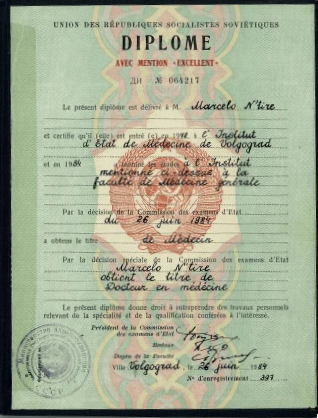 UNION DES RÉPUBLIQUES SOCIALISTES SOVIÉTIQUES
DIPLOME
AVEC MENTION «EXCELLENT»
ДИ № 064217
Le présent diplôme est délivré à M. Marcelo N'tire
et certifie qu'il (elle) est entré (e) en 1978 à l'Institut
d'Etat de Médecine de Volgograd
et en 1984 a terminé des études à l'Institut
mentionné ci-dessus à la
faculté de Médecine générale
Par la décision de la Commission des examens d'Etat
du 26 juin 1984
a obtenu le titre de Médecin
Par décision spéciale de la Commission des examens d'Etat
Marcelo N'tire
obtient le titre de
Docteur en médecine
Le présent diplôme donne droit à entreprendre des travaux personnels
relevant de la spécialité et de la qualification conférées à l'intéressé.
Président de la Commission
des examens d'Etat
Recteur
Doyen de la Faculté
Ville Volgograd, le 26 juin 1984
N° d'enregistrement 397